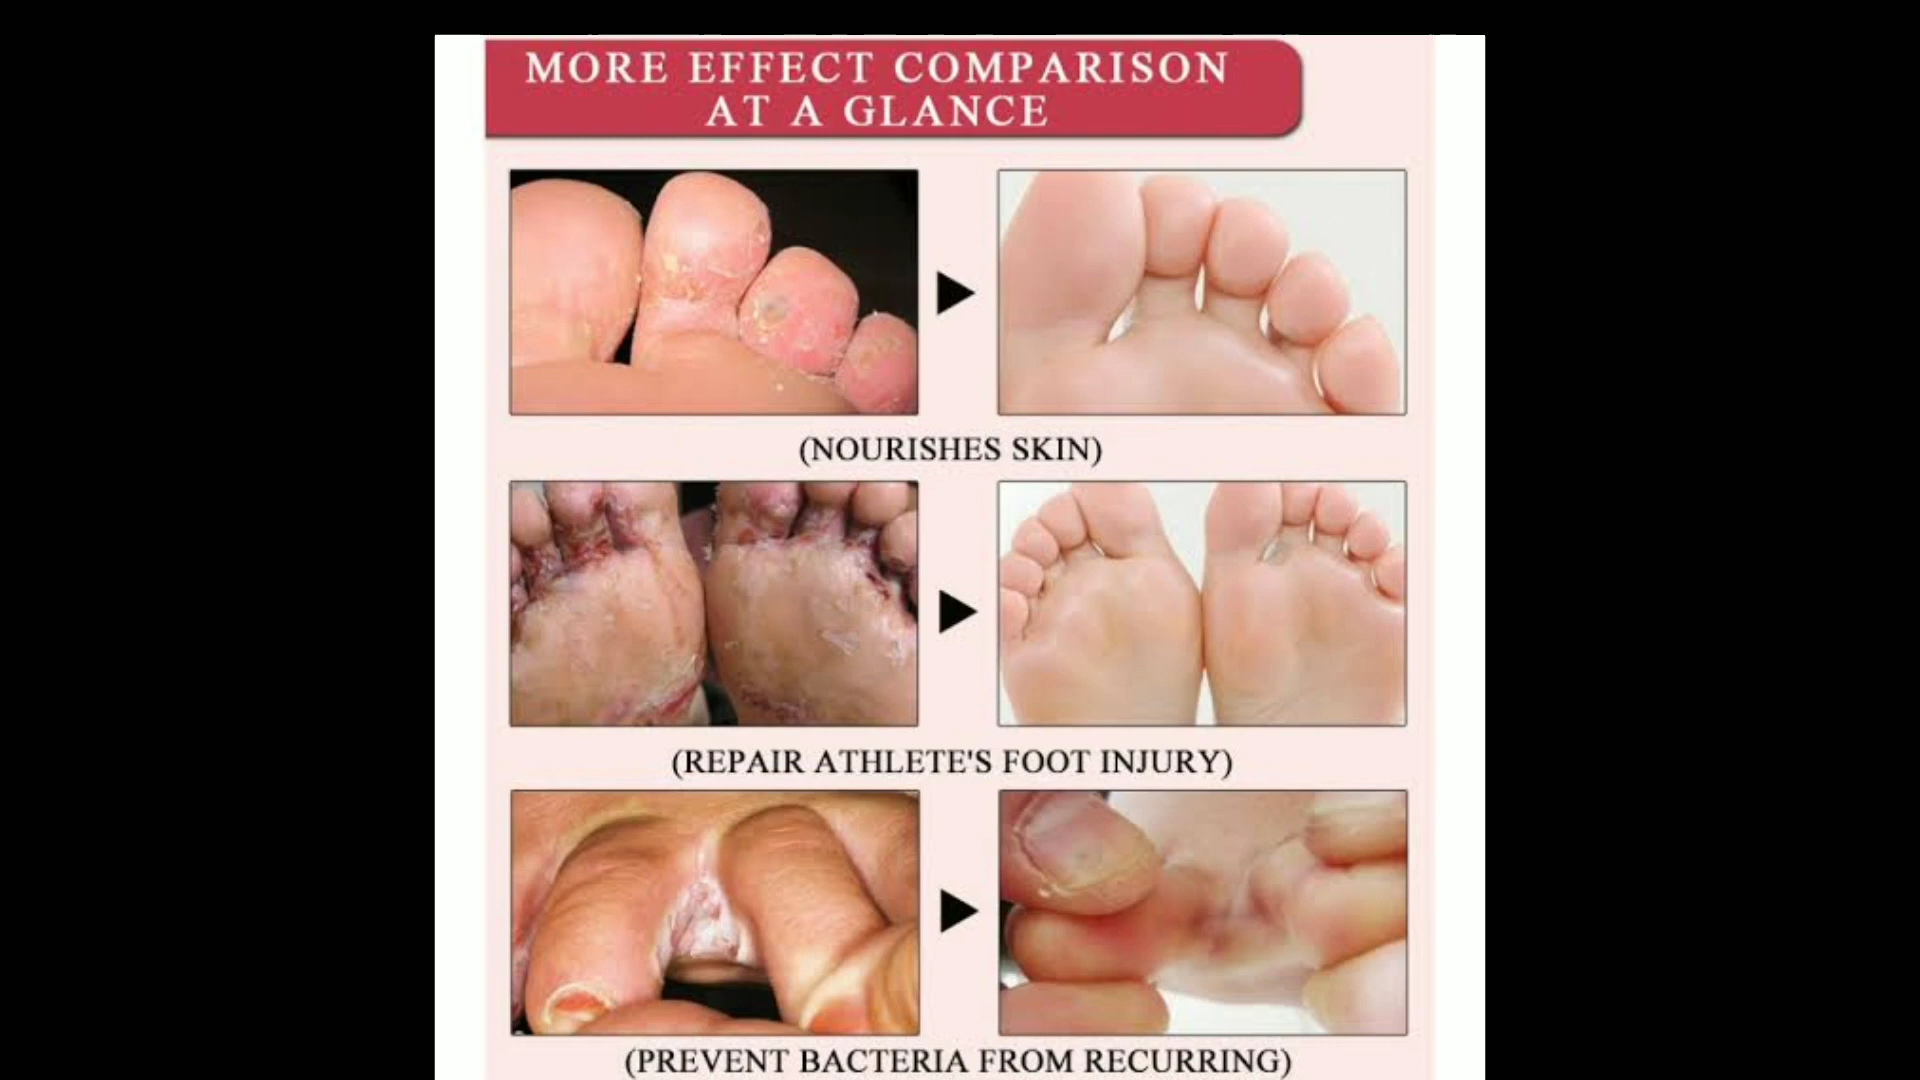 MORE EFFECT COMPARISON
AT A GLANCE
(NOURISHES SKIN)
(REPAIR ATHLETE'S FOOT INJURY)
(PREVENT BACTERIA FROM RECURRING)